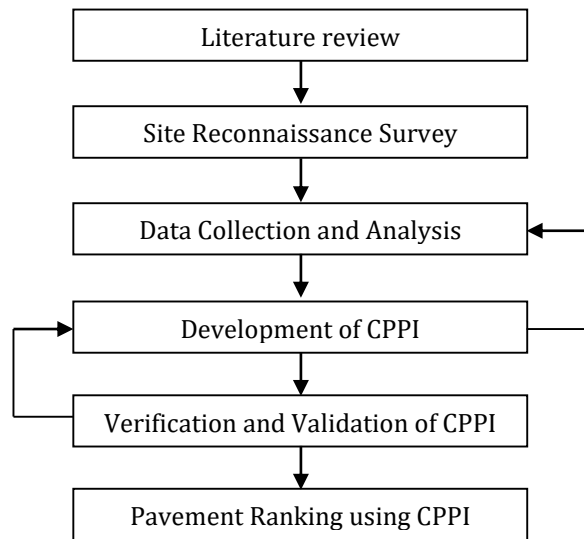 Literature review
Site Reconnaissance Survey
Data Collection and Analysis
Development of CPPI
Verification and Validation of CPPI
Pavement Ranking using CPPI